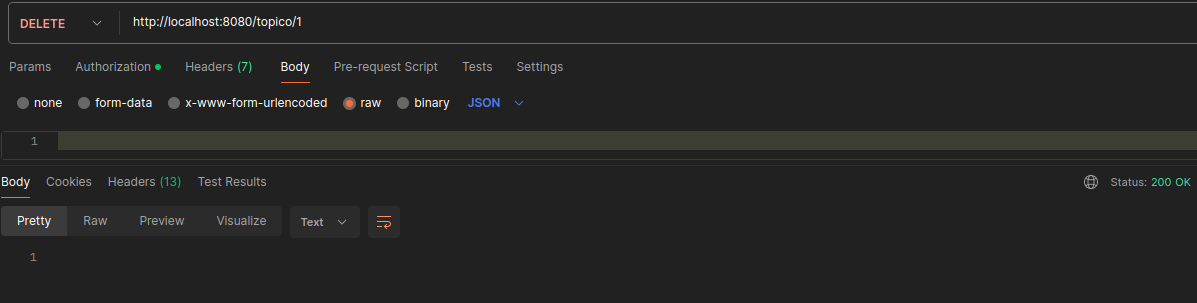 DELETE http://localhost:8080/topico/1
Params Authorization Headers (7) Body Pre-request Script Tests Settings
none form-data x-www-form-urlencoded raw binary JSON
1
Body Cookies Headers (13) Test Results Status: 200 OK
Pretty Raw Preview Visualize Text
1